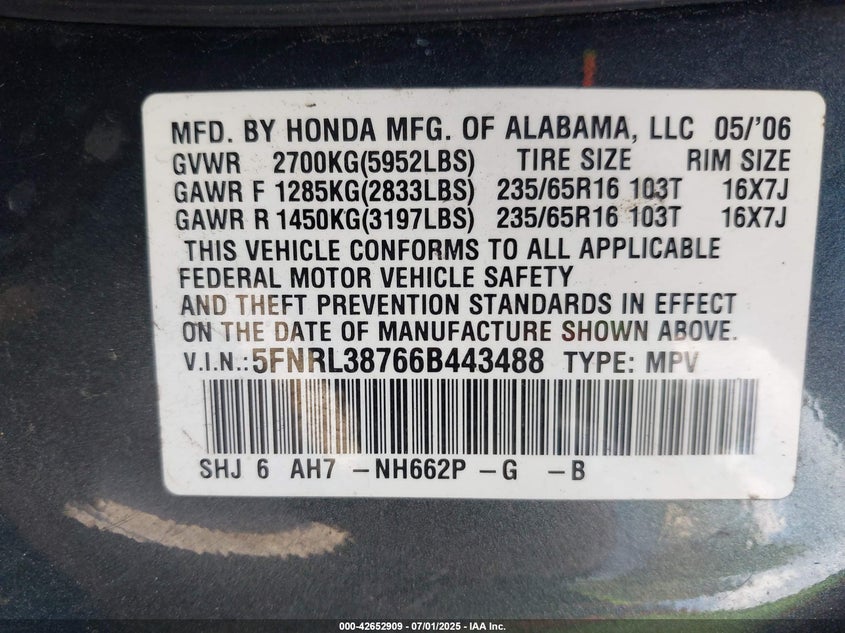 MFD. BY HONDA MFG. OF ALABAMA, LLC 05/'06
GVWR 2700KG(5952LBS) TIRE SIZE RIM SIZE
GAWR F 1285KG(2833LBS) 235/65R16 103T 16X7J
GAWR R 1450KG(3197LBS) 235/65R16 103T 16X7J
THIS VEHICLE CONFORMS TO ALL APPLICABLE
FEDERAL MOTOR VEHICLE SAFETY
AND THEFT PREVENTION STANDARDS IN EFFECT
ON THE DATE OF MANUFACTURE SHOWN ABOVE.
V.I.N.: 5FNRL38766B443488 TYPE: MPV
SHJ 6 AH7 -NH662P -G -B
000-42652909 - 07/01/2025 - IAA Inc.